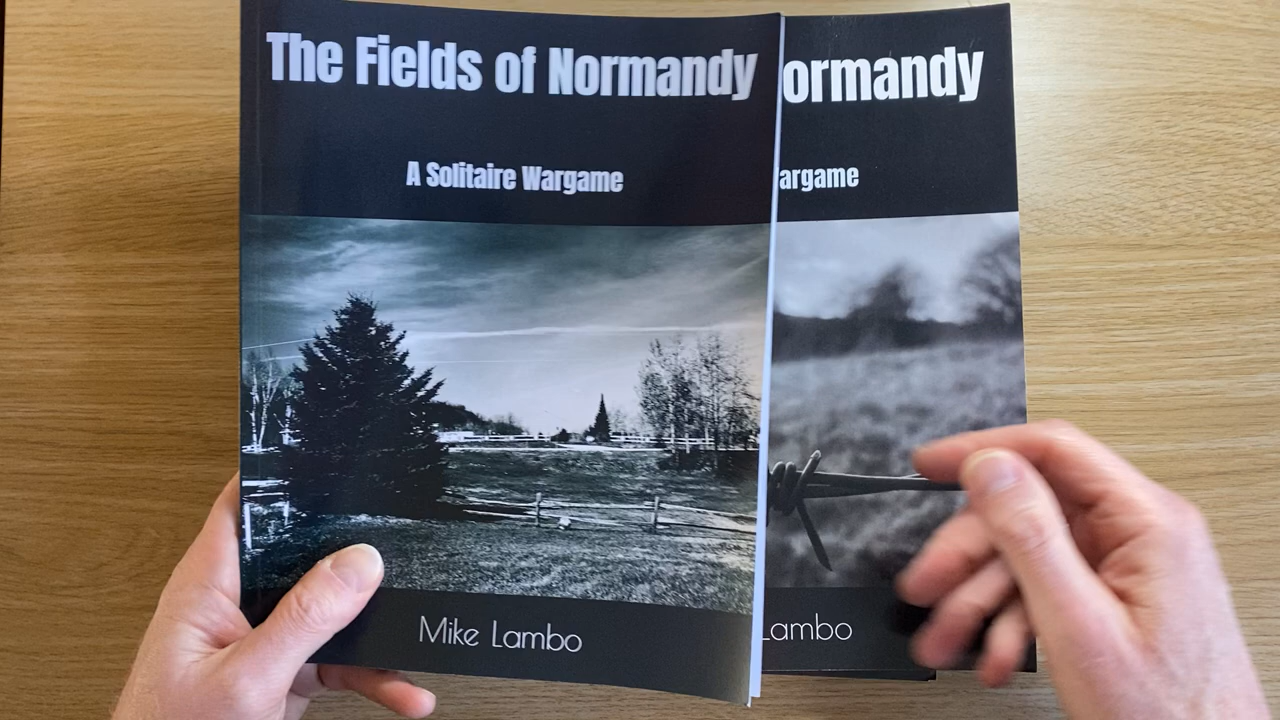 The Fields of Normandy
A Solitaire Wargame
Mike Lambo
ormandy
argame
Lambo